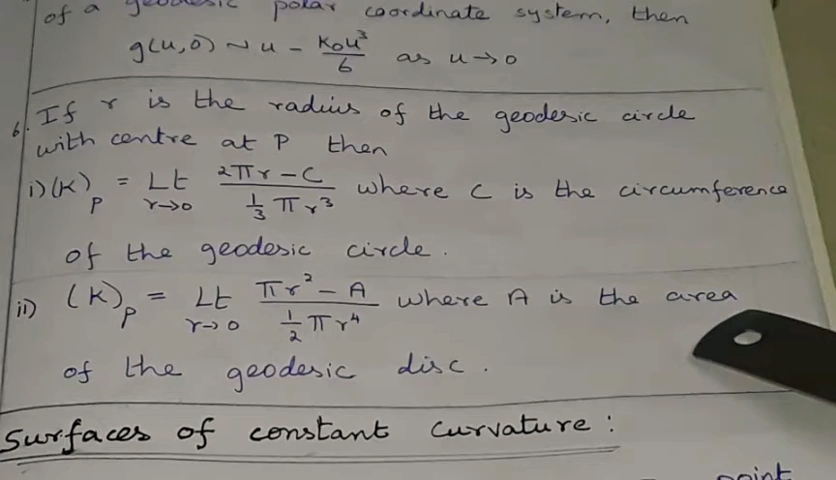 of a geodesic polar coordinate system, then
g(u,0) ~ u - K₀u³/6 as u→0
6. If r is the radius of the geodesic circle
with centre at P then
i) (K)_P = Lt_{r→0} (2πr - C)/(1/3 πr³) where C is the circumference
of the geodesic circle.
ii) (K)_P = Lt_{r→0} (πr² - A)/(1/2 πr⁴) where A is the area
of the geodesic disc.
Surfaces of constant curvature :
point